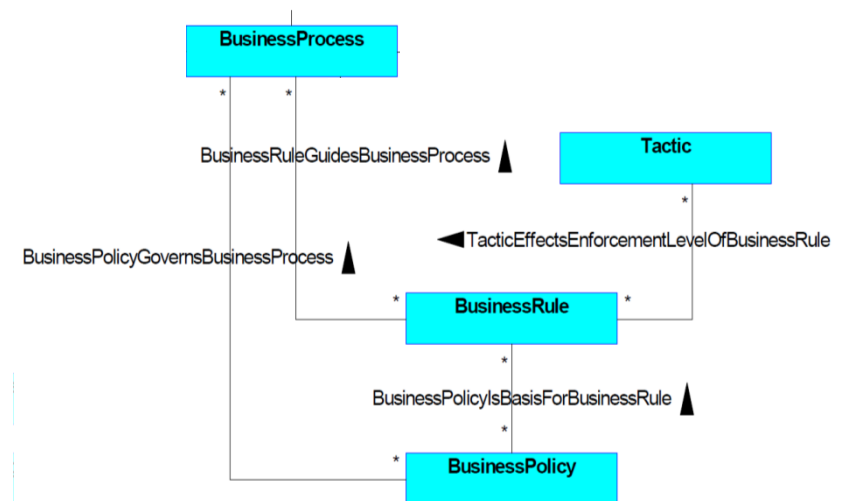 BusinessProcess
*
*
BusinessRuleGuidesBusinessProcess
Tactic
*
TacticEffectsEnforcementLevelOfBusinessRule
BusinessPolicyGovernsBusinessProcess
*
BusinessRule
*
*
BusinessPolicyIsBasisForBusinessRule
*
*
BusinessPolicy